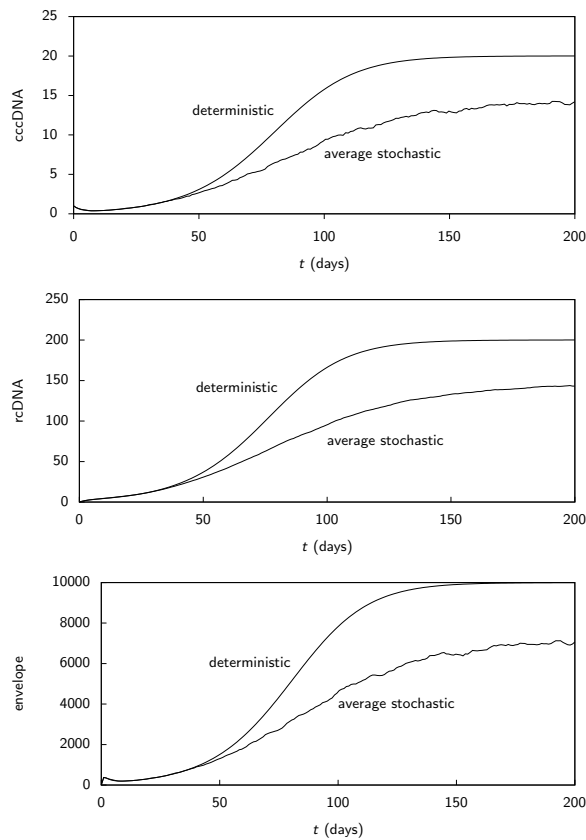 25
20
15
10
5
0
cccDNA
deterministic
average stochastic
0 50 100 150 200
t (days)
250
200
150
100
50
0
rcDNA
deterministic
average stochastic
0 50 100 150 200
t (days)
10000
8000
6000
4000
2000
0
envelope
deterministic
average stochastic
0 50 100 150 200
t (days)